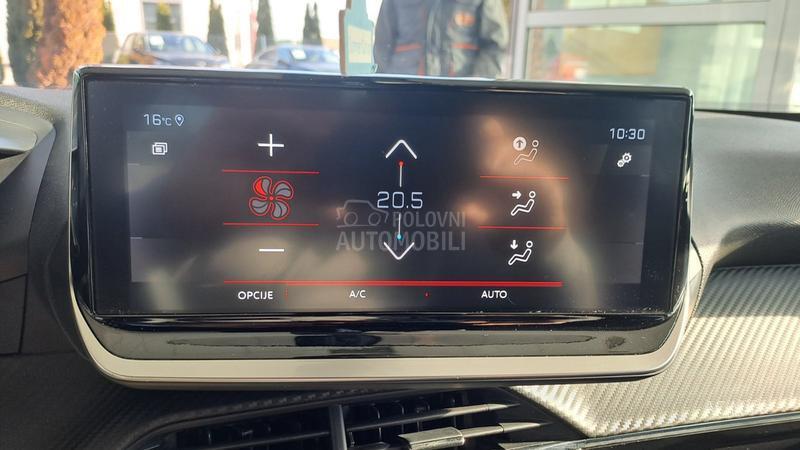 16°C
10:30
20.5
POLOVNI
AUTOMOBILI
OPCIJE A/C AUTO